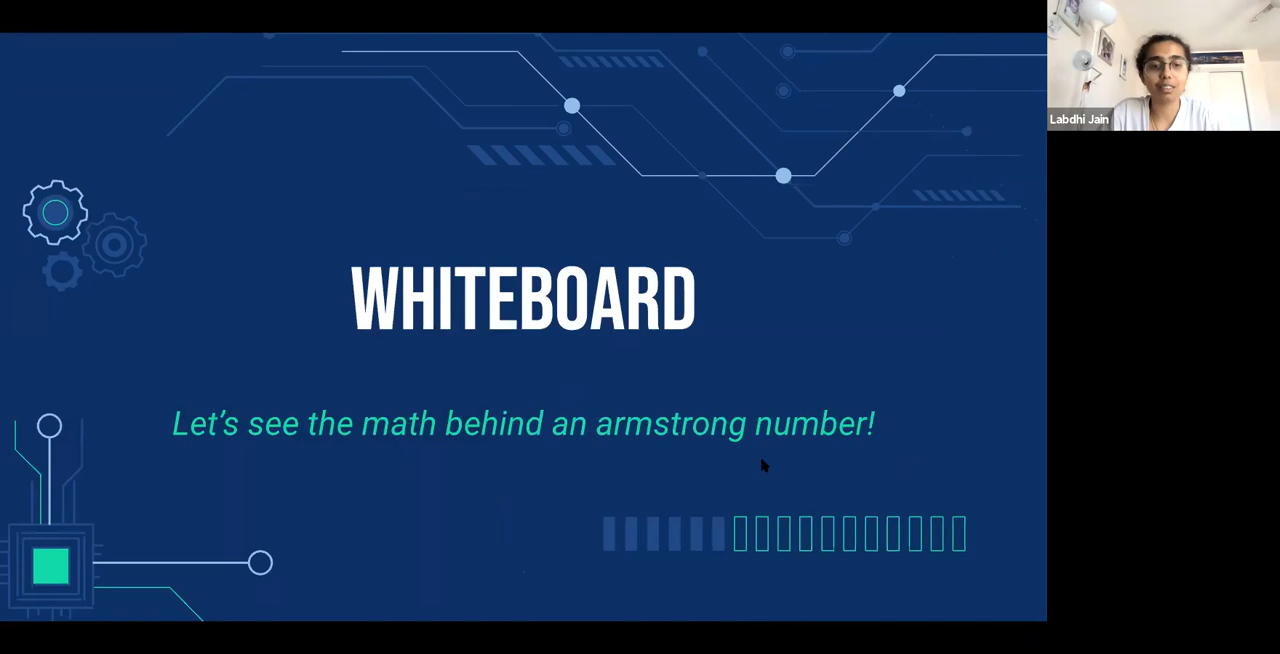 Labdhi Jain
WHITEBOARD
Let's see the math behind an armstrong number!